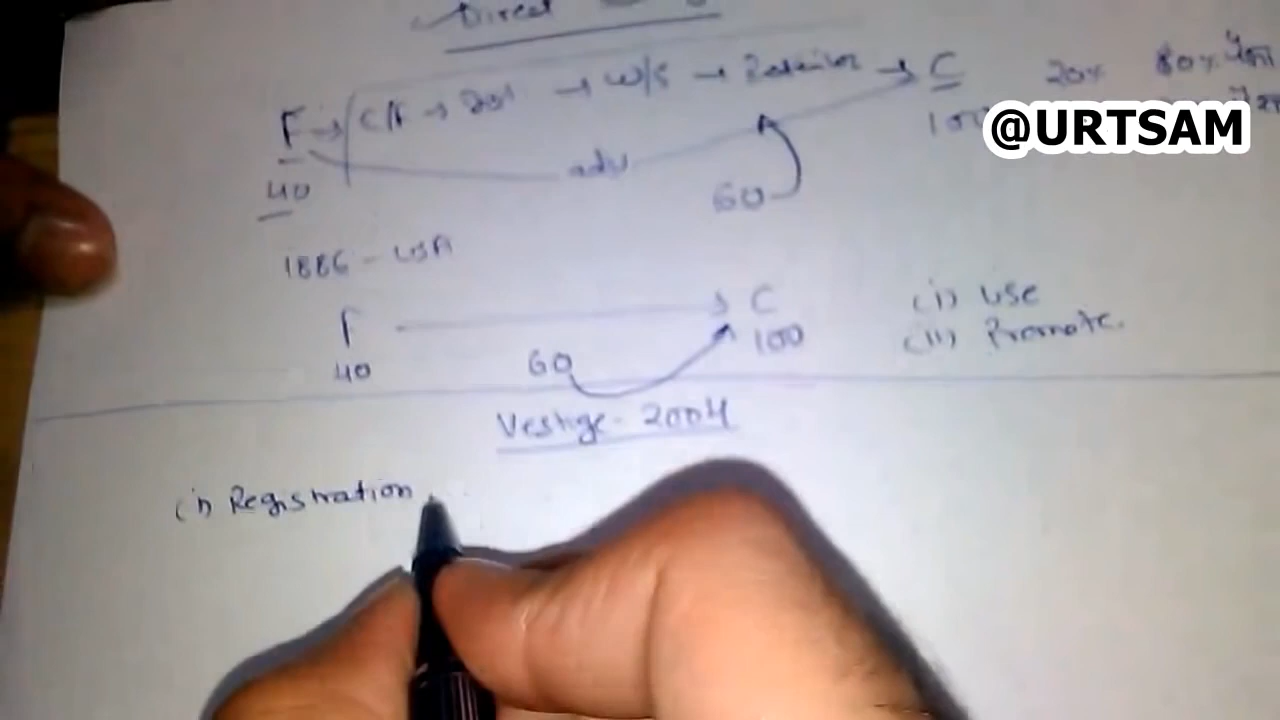 Direct
F → C/F → Dist → W/S → Retailer → C 20% 80%
100
@URTSAM
40
adv
60
1886 - USA
F C (i) use
40 60 100 (ii) Promote.
Vestige - 2004
(i) Registration